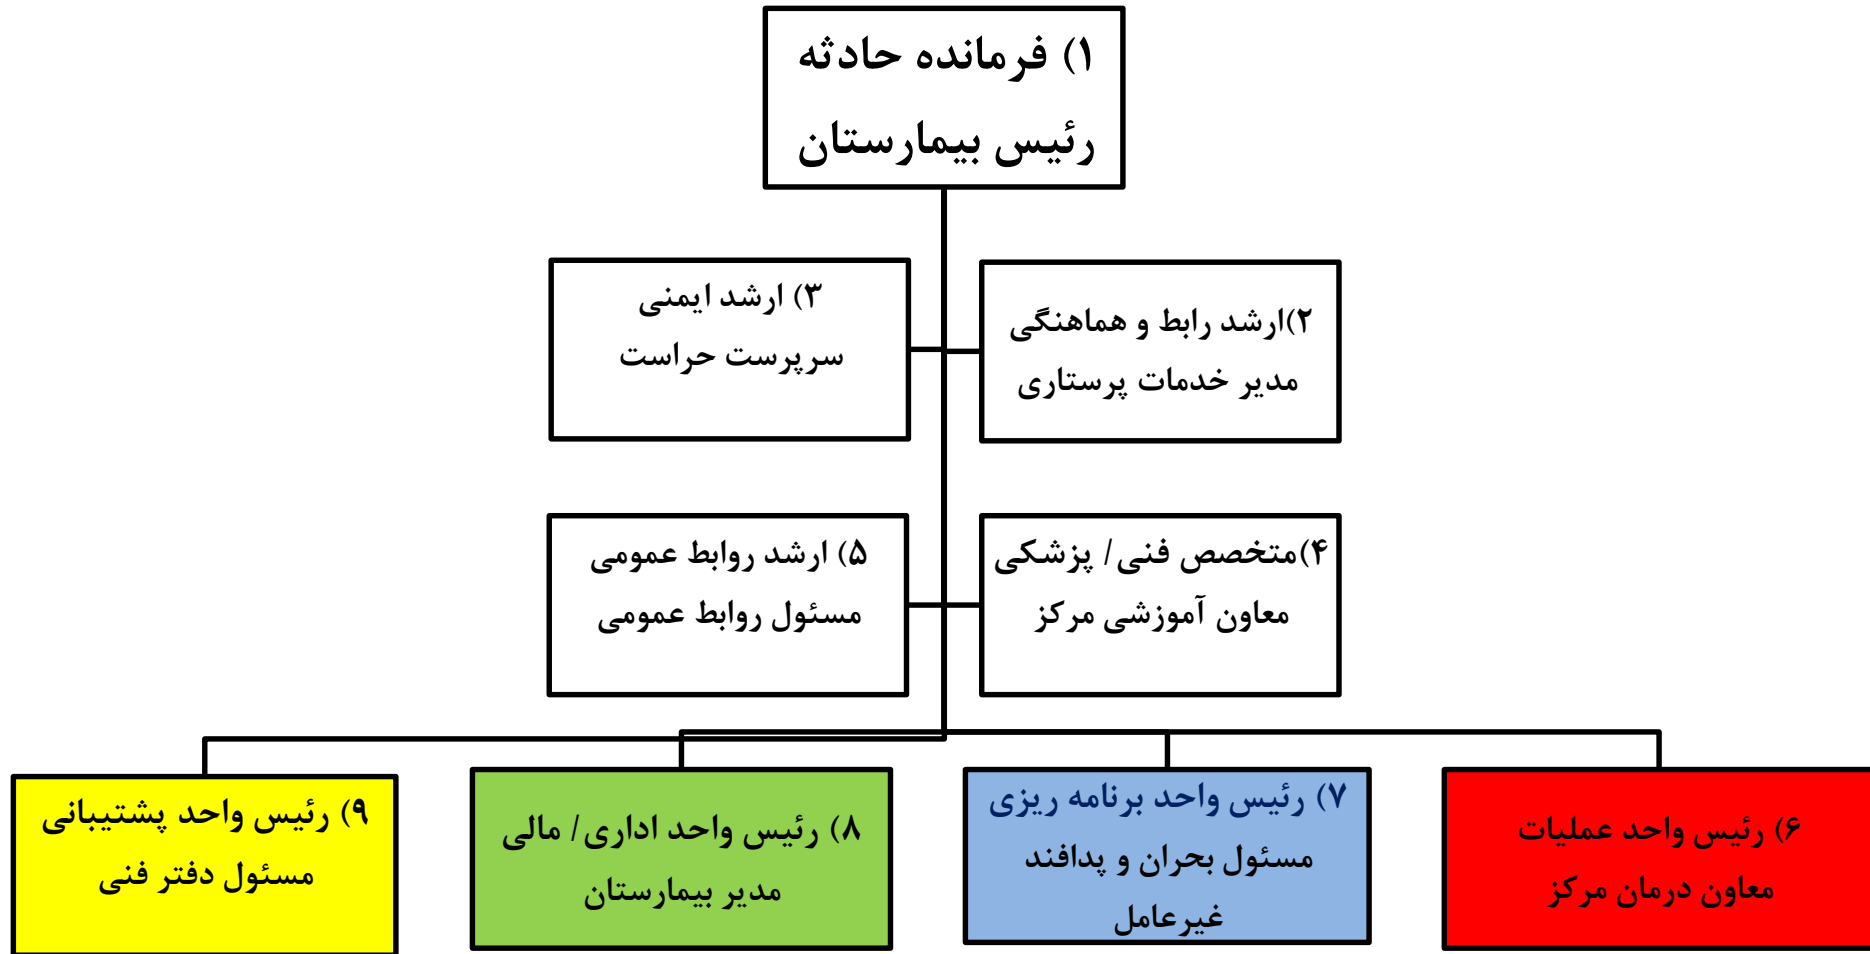 ۱) فرمانده حادثه
رئیس بیمارستان
۲)ارشد رابط و هماهنگی
مدیر خدمات پرستاری
۳) ارشد ایمنی
سرپرست حراست
۴)متخصص فنی/ پزشکی
معاون آموزشی مرکز
۵) ارشد روابط عمومی
مسئول روابط عمومی
۶) رئیس واحد عملیات
معاون درمان مرکز
۷) رئیس واحد برنامه ریزی
مسئول بحران و پدافند
غیرعامل
۸) رئیس واحد اداری/ مالی
مدیر بیمارستان
۹) رئیس واحد پشتیبانی
مسئول دفتر فنی